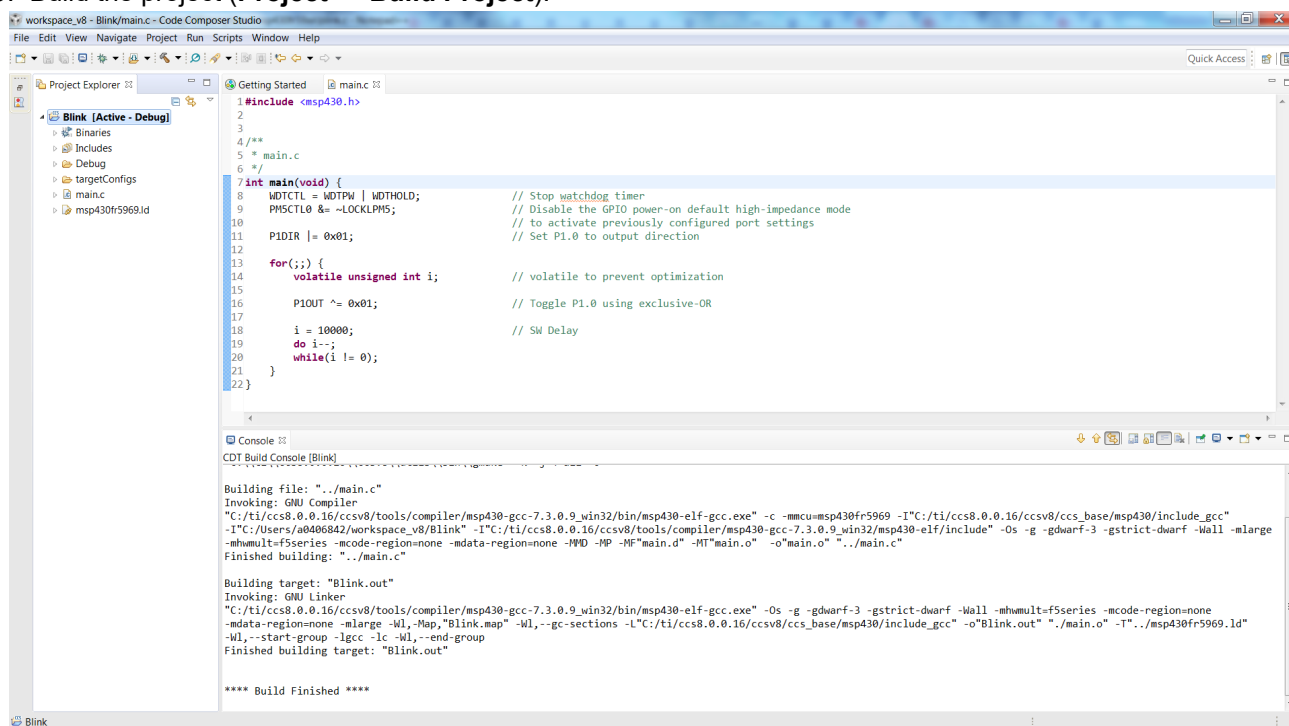 Build the project (Project → Build Project).
workspace_v8 - Blink/main.c - Code Composer Studio
File Edit View Navigate Project Run Scripts Window Help
Quick Access
Project Explorer
Getting Started main.c
Blink [Active - Debug]
Binaries
Includes
Debug
targetConfigs
main.c
msp430fr5969.ld
1 #include <msp430.h>
2
3
4 /**
5 * main.c
6 */
7 int main(void) {
8 WDTCTL = WDTPW | WDTHOLD; // Stop watchdog timer
9 PM5CTL0 &= ~LOCKLPM5; // Disable the GPIO power-on default high-impedance mode
10 // to activate previously configured port settings
11 P1DIR |= 0x01; // Set P1.0 to output direction
12
13 for(;;) {
14 volatile unsigned int i; // volatile to prevent optimization
15
16 P1OUT ^= 0x01; // Toggle P1.0 using exclusive-OR
17
18 i = 10000; // SW Delay
19 do i--;
20 while(i != 0);
21 }
22 }
Console
CDT Build Console [Blink]
Building file: "../main.c"
Invoking: GNU Compiler
"C:/ti/ccs8.0.0.16/ccsv8/tools/compiler/msp430-gcc-7.3.0.9_win32/bin/msp430-elf-gcc.exe" -c -mmcu=msp430fr5969 -I"C:/ti/ccs8.0.0.16/ccsv8/ccs_base/msp430/include_gcc"
-I"C:/Users/a0406842/workspace_v8/Blink" -I"C:/ti/ccs8.0.0.16/ccsv8/tools/compiler/msp430-gcc-7.3.0.9_win32/msp430-elf/include" -Os -g -gdwarf-3 -gstrict-dwarf -Wall -mlarge
-mhwmult=f5series -mcode-region=none -mdata-region=none -MMD -MP -MF"main.d" -MT"main.o" -o"main.o" "../main.c"
Finished building: "../main.c"
Building target: "Blink.out"
Invoking: GNU Linker
"C:/ti/ccs8.0.0.16/ccsv8/tools/compiler/msp430-gcc-7.3.0.9_win32/bin/msp430-elf-gcc.exe" -Os -g -gdwarf-3 -gstrict-dwarf -Wall -mhwmult=f5series -mcode-region=none
-mdata-region=none -mlarge -Wl,-Map,"Blink.map" -Wl,--gc-sections -L"C:/ti/ccs8.0.0.16/ccsv8/ccs_base/msp430/include_gcc" -o"Blink.out" "./main.o" -T"../msp430fr5969.ld"
-Wl,--start-group -lgcc -lc -Wl,--end-group
Finished building target: "Blink.out"
**** Build Finished ****
Blink